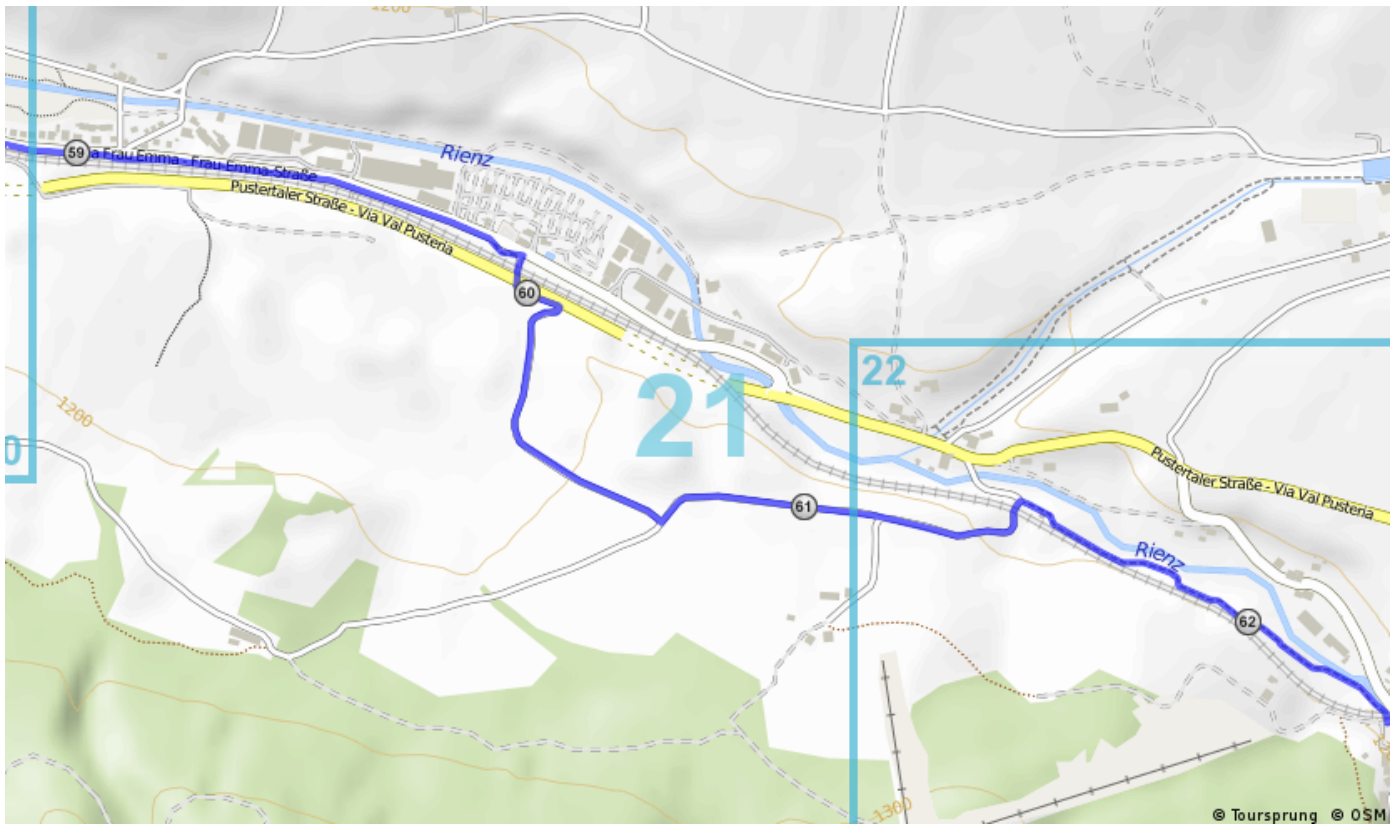 1200
59
a Frau Emma - Frau Emma-Straße
Rienz
Pustertaler Straße - Via Val Pusteria
60
22
21
1200
0
Pustertaler Straße - Via Val Pusteria
61
Rienz
62
1300
© Toursprung © OSM